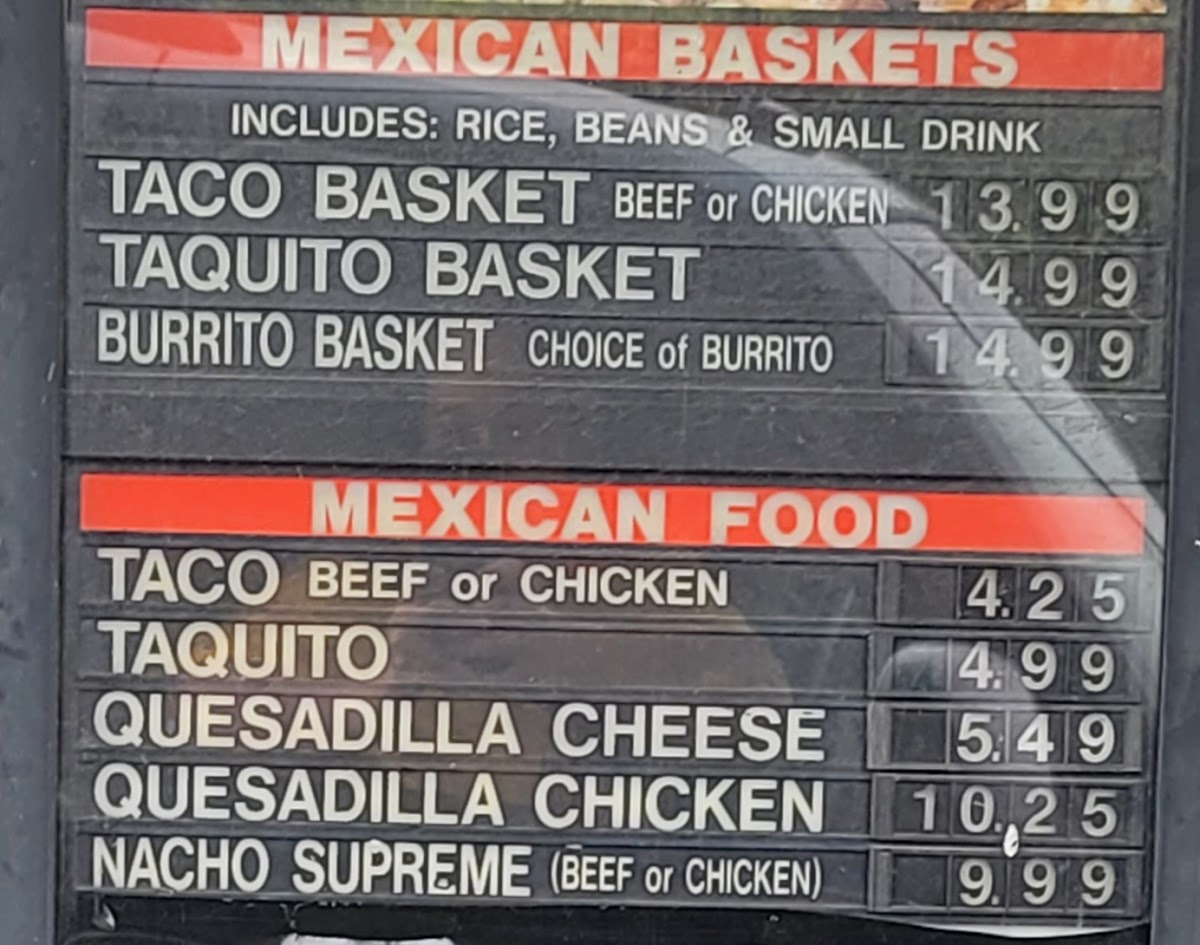 MEXICAN BASKETS
INCLUDES: RICE, BEANS & SMALL DRINK
TACO BASKET BEEF or CHICKEN 13.99
TAQUITO BASKET 14.99
BURRITO BASKET CHOICE of BURRITO 14.99
MEXICAN FOOD
TACO BEEF or CHICKEN 4.25
TAQUITO 4.99
QUESADILLA CHEESE 5.49
QUESADILLA CHICKEN 10.25
NACHO SUPREME (BEEF or CHICKEN) 9.99